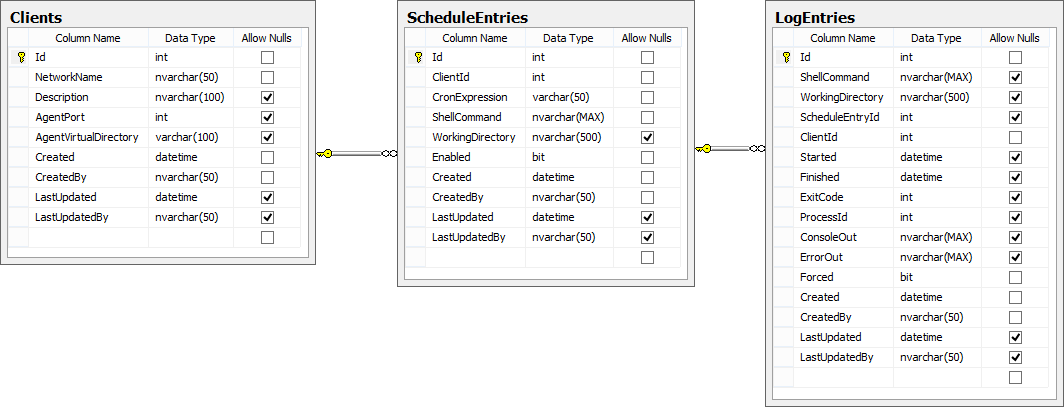 Clients
Column Name Data Type Allow Nulls
Id int
NetworkName nvarchar(50)
Description nvarchar(100)
AgentPort int
AgentVirtualDirectory varchar(100)
Created datetime
CreatedBy nvarchar(50)
LastUpdated datetime
LastUpdatedBy nvarchar(50)
ScheduleEntries
Column Name Data Type Allow Nulls
Id int
ClientId int
CronExpression varchar(50)
ShellCommand nvarchar(MAX)
WorkingDirectory nvarchar(500)
Enabled bit
Created datetime
CreatedBy nvarchar(50)
LastUpdated datetime
LastUpdatedBy nvarchar(50)
LogEntries
Column Name Data Type Allow Nulls
Id int
ShellCommand nvarchar(MAX)
WorkingDirectory nvarchar(500)
ScheduleEntryId int
ClientId int
Started datetime
Finished datetime
ExitCode int
ProcessId int
ConsoleOut nvarchar(MAX)
ErrorOut nvarchar(MAX)
Forced bit
Created datetime
CreatedBy nvarchar(50)
LastUpdated datetime
LastUpdatedBy nvarchar(50)